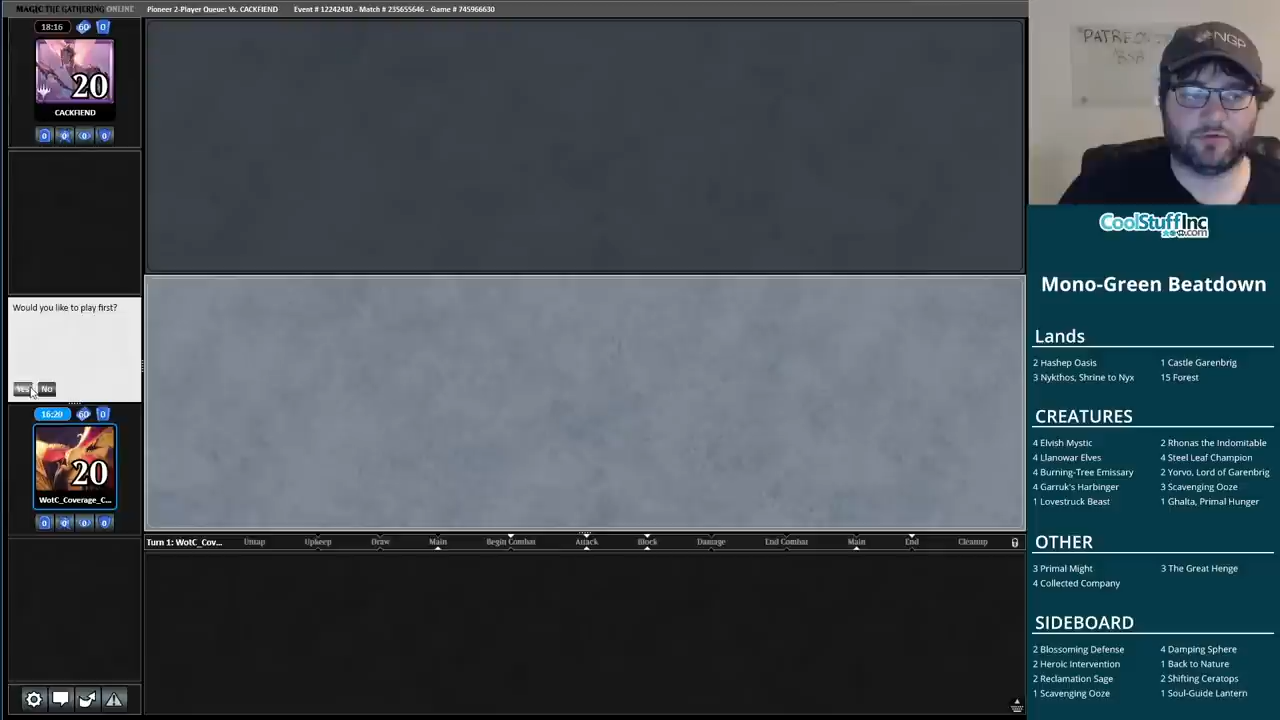 MAGIC THE GATHERING ONLINE
Pioneer 2-Player Queue: Vs. CACKFIEND Event # 12242430 - Match # 235655646 - Game # 745966630
18:16 60 0
20
CACKFIEND
0 0 0 0
Would you like to play first?
Yes No
16:20 60 0
20
WotC_Coverage_C...
0 0 0 0
Turn 1: WotC_Cov... Untap Upkeep Draw Main Begin Combat Attack Block Damage End Combat Main End Cleanup
PATREON
NGP
CoolStuffInc
.com
Mono-Green Beatdown
Lands
2 Hashep Oasis
3 Nykthos, Shrine to Nyx
1 Castle Garenbrig
15 Forest
CREATURES
4 Elvish Mystic
4 Llanowar Elves
4 Burning-Tree Emissary
4 Garruk's Harbinger
1 Lovestruck Beast
2 Rhonas the Indomitable
4 Steel Leaf Champion
2 Yorvo, Lord of Garenbrig
3 Scavenging Ooze
1 Ghalta, Primal Hunger
OTHER
3 Primal Might
4 Collected Company
3 The Great Henge
SIDEBOARD
2 Blossoming Defense
2 Heroic Intervention
2 Reclamation Sage
1 Scavenging Ooze
4 Damping Sphere
1 Back to Nature
2 Shifting Ceratops
1 Soul-Guide Lantern